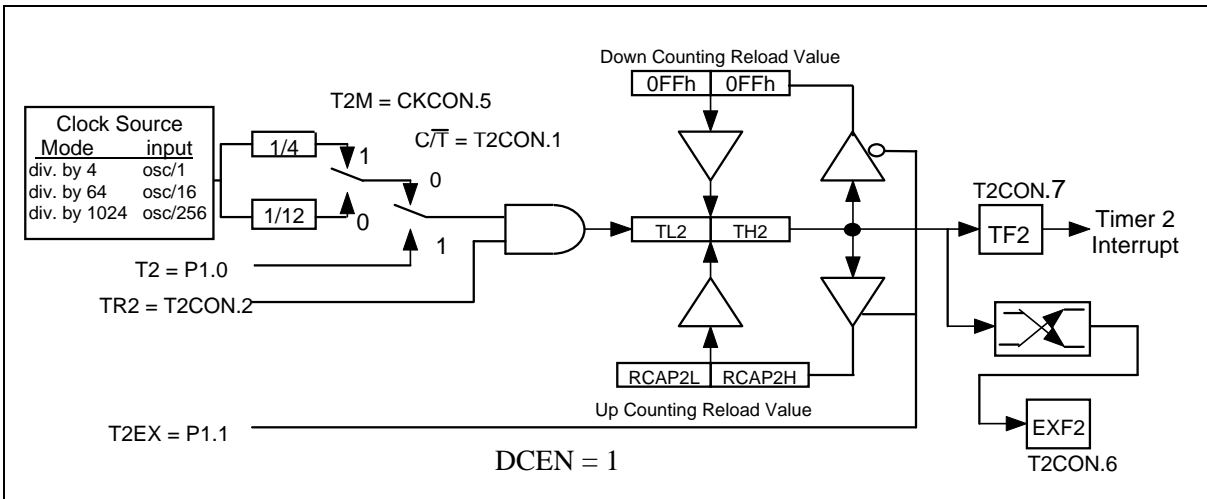 Down Counting Reload Value
0FFh 0FFh
T2M = CKCON.5
C/T̅ = T2CON.1
Clock Source
Mode input
div. by 4 osc/1
div. by 64 osc/16
div. by 1024 osc/256
1/4
1
0
1/12
0
1
TL2 TH2
T2CON.7
TF2
Timer 2
Interrupt
T2 = P1.0
TR2 = T2CON.2
RCAP2L RCAP2H
Up Counting Reload Value
T2EX = P1.1
EXF2
T2CON.6
DCEN = 1